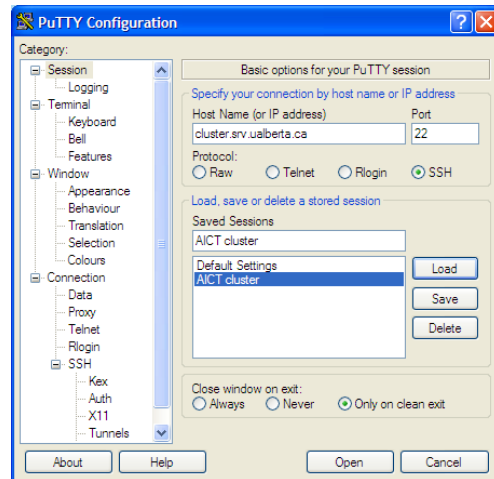 PuTTY Configuration
Category:
Session
Logging
Terminal
Keyboard
Bell
Features
Window
Appearance
Behaviour
Translation
Selection
Colours
Connection
Data
Proxy
Telnet
Rlogin
SSH
Kex
Auth
X11
Tunnels
Basic options for your PuTTY session
Specify your connection by host name or IP address
Host Name (or IP address) Port
cluster.srv.ualberta.ca 22
Protocol:
Raw Telnet Rlogin SSH
Load, save or delete a stored session
Saved Sessions
AICT cluster
Default Settings
AICT cluster
Load
Save
Delete
Close window on exit:
Always Never Only on clean exit
About Help Open Cancel